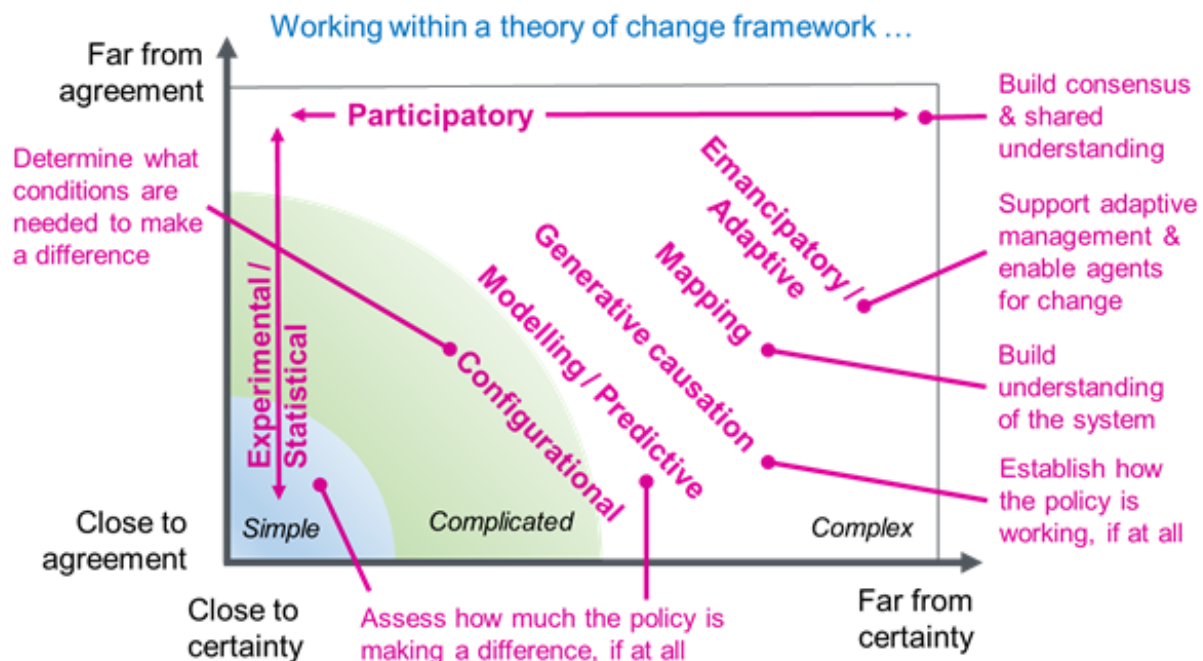 Working within a theory of change framework ...
Far from
agreement
Participatory
Build consensus
& shared
understanding
Determine what
conditions are
needed to make
a difference
Emancipatory /
Adaptive
Support adaptive
management &
enable agents
for change
Mapping
Generative causation
Modelling / Predictive
Configurational
Experimental /
Statistical
Build
understanding
of the system
Establish how
the policy is
working, if at all
Close to
agreement
Simple
Complicated
Complex
Close to
certainty
Assess how much the policy is
making a difference, if at all
Far from
certainty